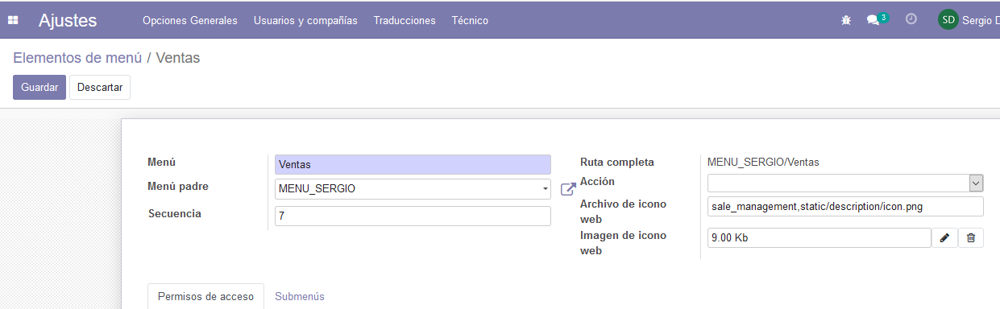 Ajustes Opciones Generales Usuarios y compañías Traducciones Técnico 3 SD Sergio D
Elementos de menú / Ventas
Guardar Descartar
Menú Ventas
Menú padre MENU_SERGIO
Secuencia 7
Ruta completa MENU_SERGIO/Ventas
Acción
Archivo de icono
web
sale_management,static/description/icon.png
Imagen de icono
web
9.00 Kb
Permisos de acceso Submenús